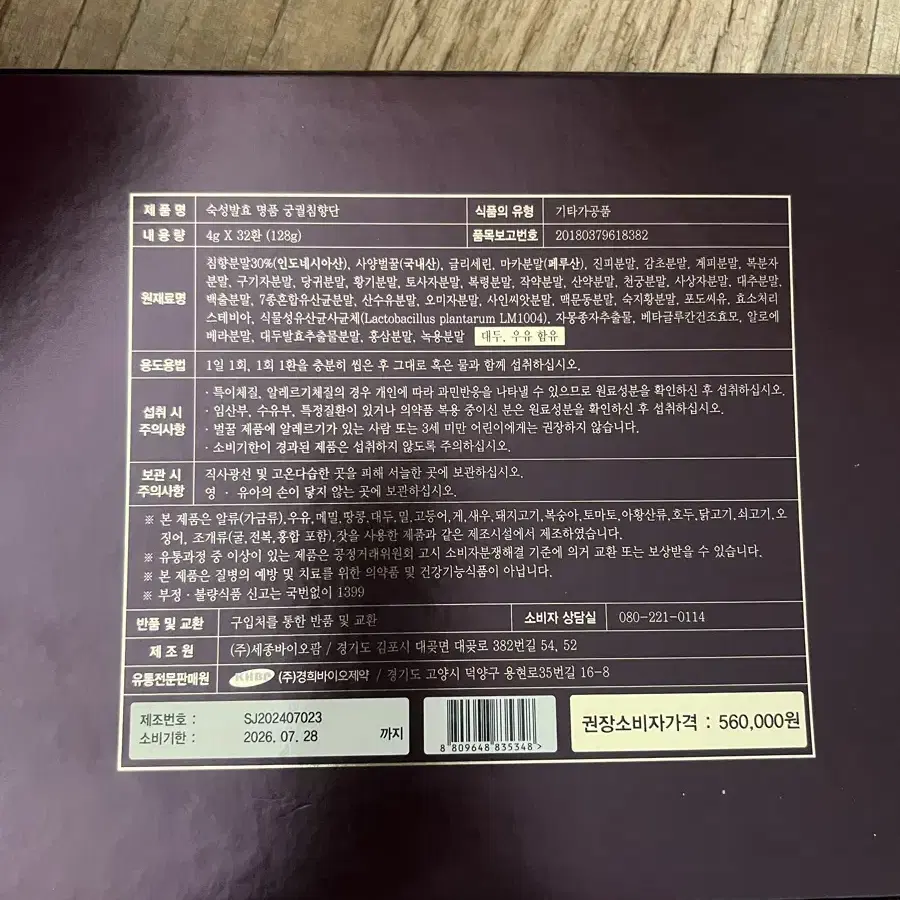 제 품 명 숙성발효 명품 궁궐침향단 식품의 유형 기타가공품
내 용 량 4g X 32환 (128g) 품목보고번호 20180379618382
원재료명 침향분말30%(인도네시아산), 사양벌꿀(국내산), 글리세린, 마카분말(페루산), 진피분말, 감초분말, 계피분말, 복분자
분말, 구기자분말, 당귀분말, 황기분말, 토사자분말, 복령분말, 작약분말, 산약분말, 천궁분말, 사상자분말, 대추분말,
백출분말, 7종혼합유산균분말, 산수유분말, 오미자분말, 사인씨앗분말, 맥문동분말, 숙지황분말, 포도씨유, 효소처리
스테비아, 식물성유산균사균체(Lactobacillus plantarum LM1004), 자몽종자추출물, 베타글루칸건조효모, 알로에
베라분말, 대두발효추출물분말, 홍삼분말, 녹용분말 대두, 우유 함유
용도용법 1일 1회, 1회 1환을 충분히 씹은 후 그대로 혹은 물과 함께 섭취하십시오.
섭취 시 주의사항
· 특이체질, 알레르기체질의 경우 개인에 따라 과민반응을 나타낼 수 있으므로 원료성분을 확인하신 후 섭취하십시오.
· 임산부, 수유부, 특정질환이 있거나 의약품 복용 중이신 분은 원료성분을 확인하신 후 섭취하십시오.
· 벌꿀 제품에 알레르기가 있는 사람 또는 3세 미만 어린이에게는 권장하지 않습니다.
· 소비기한이 경과된 제품은 섭취하지 않도록 주의하십시오.
보관 시 주의사항
직사광선 및 고온다습한 곳을 피해 서늘한 곳에 보관하십시오.
영 · 유아의 손이 닿지 않는 곳에 보관하십시오.
※ 본 제품은 알류(가금류),우유,메밀,땅콩,대두,밀,고등어,게,새우,돼지고기,복숭아,토마토,아황산류,호두,닭고기,쇠고기,오
징어, 조개류(굴,전복,홍합 포함),잣을 사용한 제품과 같은 제조시설에서 제조하였습니다.
※ 유통과정 중 이상이 있는 제품은 공정거래위원회 고시 소비자분쟁해결 기준에 의거 교환 또는 보상받을 수 있습니다.
※ 본 제품은 질병의 예방 및 치료를 위한 의약품 및 건강기능식품이 아닙니다.
※ 부정 · 불량식품 신고는 국번없이 1399
반품 및 교환 구입처를 통한 반품 및 교환 소비자 상담실 080-221-0114
제 조 원 (주)세종바이오팜 / 경기도 김포시 대곶면 대곶로 382번길 54, 52
유통전문판매원 KHBP (주)경희바이오제약 / 경기도 고양시 덕양구 용현로35번길 16-8
제조번호 : SJ202407023
소비기한 : 2026. 07. 28 까지
8 809648 835348 >
권장소비자가격 : 560,000원